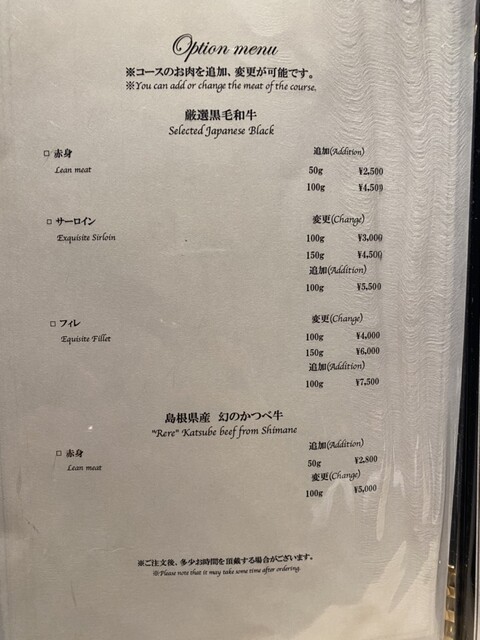 Option menu
※コースのお肉を追加、変更が可能です。
※You can add or change the meat of the course.
厳選黒毛和牛
Selected Japanese Black
□ 赤身 追加(Addition)
Lean meat 50g ¥2,500
100g ¥4,500
□ サーロイン 変更(Change)
Exquisite Sirloin 100g ¥3,000
150g ¥4,500
追加(Addition)
100g ¥5,500
□ フィレ 変更(Change)
Equisite Fillet 100g ¥4,000
150g ¥6,000
追加(Addition)
100g ¥7,500
島根県産 幻のかつべ牛
"Rere" Katsube beef from Shimane
□ 赤身 追加(Addition)
Lean meat 50g ¥2,800
変更(Change)
100g ¥5,000
※ご注文後、多少お時間を頂戴する場合がございます。
※Please note that it may take some time after ordering.